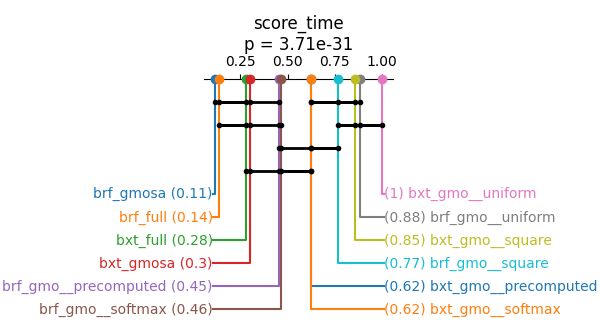 score_time
p = 3.71e-31
0.25 0.50 0.75 1.00
brf_gmosa (0.11) (1) bxt_gmo__uniform
brf_full (0.14) (0.88) brf_gmo__uniform
bxt_full (0.28) (0.85) bxt_gmo__square
bxt_gmosa (0.3) (0.77) brf_gmo__square
brf_gmo__precomputed (0.45) (0.62) bxt_gmo__precomputed
brf_gmo__softmax (0.46) (0.62) bxt_gmo__softmax